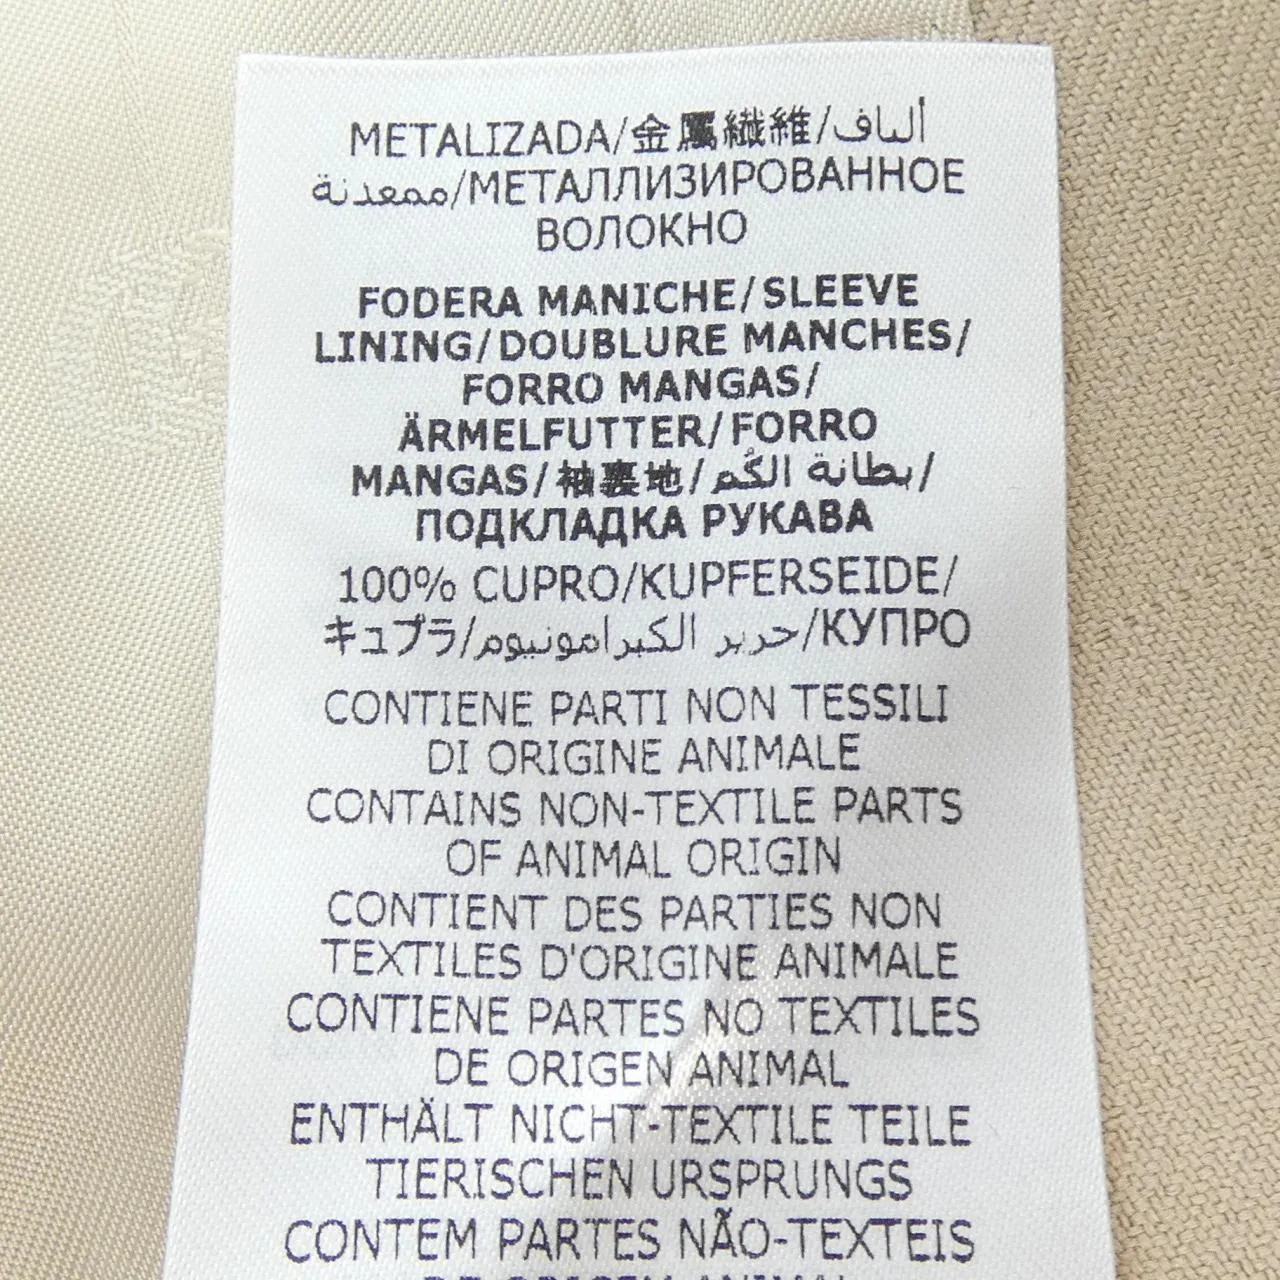 METALIZADA/金属繊維/ألياف
ممعدنة/МЕТАЛЛИЗИРОВАННОЕ
ВОЛОКНО
FODERA MANICHE/SLEEVE
LINING/DOUBLURE MANCHES/
FORRO MANGAS/
ÄRMELFUTTER/FORRO
MANGAS/袖裏地/بطانة الكُم/
ПОДКЛАДКА РУКАВА
100% CUPRO/KUPFERSEIDE/
キュプラ/حرير الكبرامونيوم/КУПРО
CONTIENE PARTI NON TESSILI
DI ORIGINE ANIMALE
CONTAINS NON-TEXTILE PARTS
OF ANIMAL ORIGIN
CONTIENT DES PARTIES NON
TEXTILES D'ORIGINE ANIMALE
CONTIENE PARTES NO TEXTILES
DE ORIGEN ANIMAL
ENTHÄLT NICHT-TEXTILE TEILE
TIERISCHEN URSPRUNGS
CONTEM PARTES NÃO-TEXTEIS